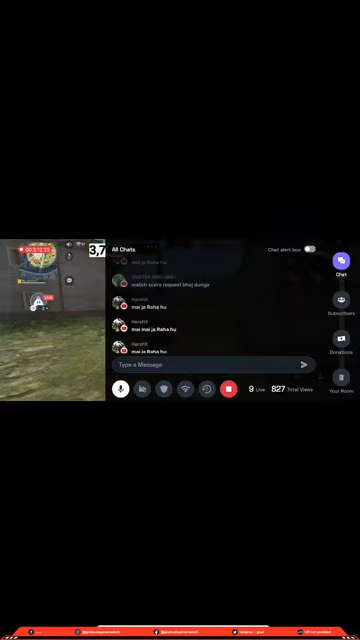 00:3:12:22
LIVE
3,7
All Chats
Chat alert box
mai ja Raha hu
match score request bhej dunga
Harshit
mai ja Raha hu
Harshit
mai mai ja Raha hu
Harshit
mai ja Raha hu
Type a Message
9 Live
827 Total Views
Chat
Subscribers
Donations
Your Room